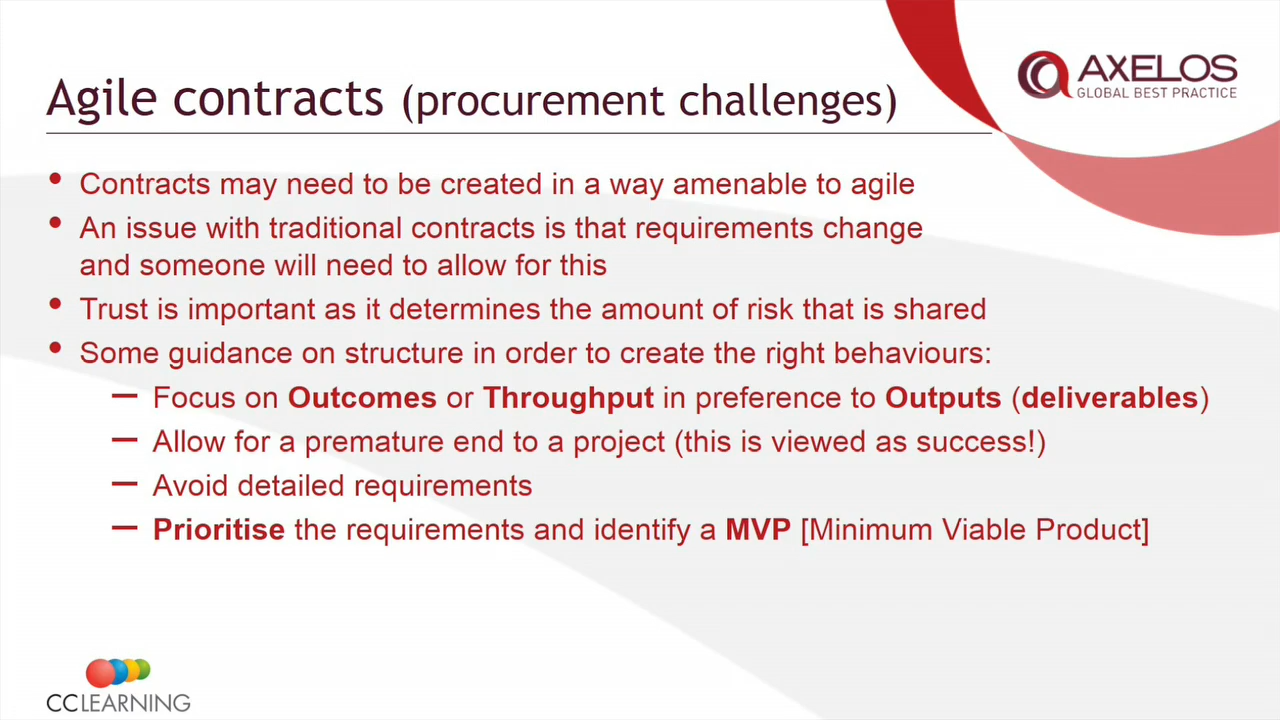 Agile contracts (procurement challenges)
AXELOS
GLOBAL BEST PRACTICE
• Contracts may need to be created in a way amenable to agile
• An issue with traditional contracts is that requirements change
and someone will need to allow for this
• Trust is important as it determines the amount of risk that is shared
• Some guidance on structure in order to create the right behaviours:
— Focus on Outcomes or Throughput in preference to Outputs (deliverables)
— Allow for a premature end to a project (this is viewed as success!)
— Avoid detailed requirements
— Prioritise the requirements and identify a MVP [Minimum Viable Product]
CCLEARNING